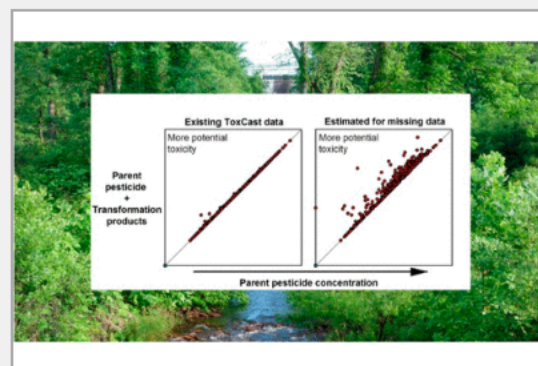 Existing ToxCast data
Estimated for missing data
More potential
toxicity
More potential
toxicity
Parent
pesticide
+
Transformation
products
Parent pesticide concentration